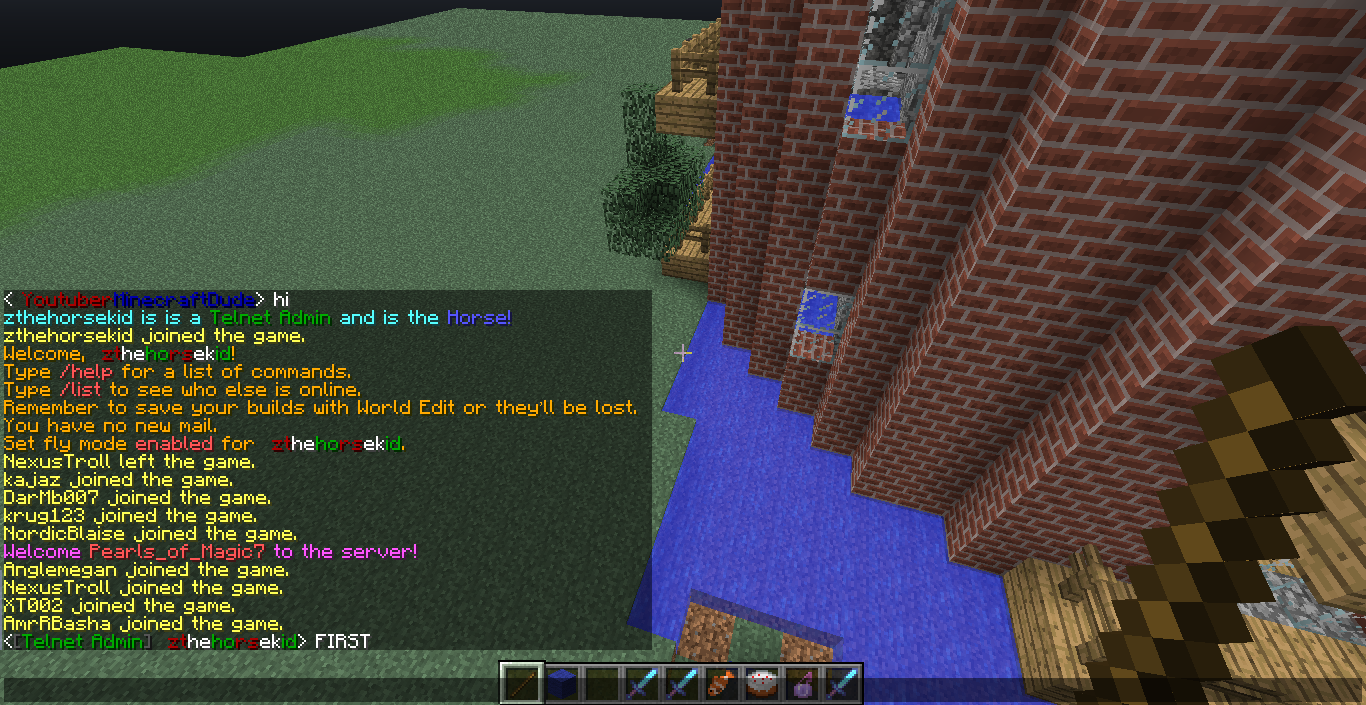 < YoutuberMinecraftDude> hi
zthehorsekid is is a Telnet Admin and is the Horse!
zthehorsekid joined the game.
Welcome, zthehorsekid!
Type /help for a list of commands.
Type /list to see who else is online.
Remember to save your builds with World Edit or they'll be lost.
You have no new mail.
Set fly mode enabled for zthehorsekid.
NexusTroll left the game.
kajaz joined the game.
DarMb007 joined the game.
krug123 joined the game.
NordicBlaise joined the game.
Welcome Pearls_of_Magic7 to the server!
Anglemegan joined the game.
NexusTroll joined the game.
XT002 joined the game.
AmrRBasha joined the game.
<[Telnet Admin] zthehorsekid> FIRST